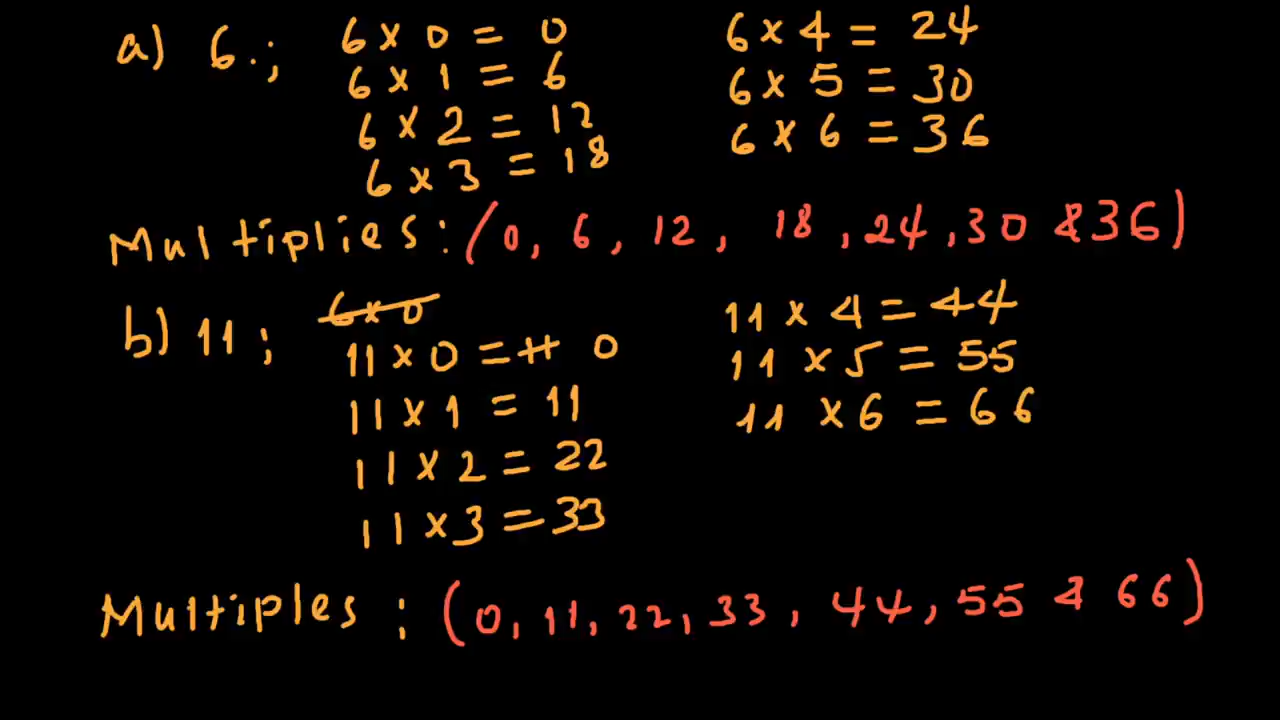 a) 6.; 6 x 0 = 0 6 x 4 = 24
6 x 1 = 6 6 x 5 = 30
6 x 2 = 12 6 x 6 = 36
6 x 3 = 18
Multiplies: (0, 6, 12, 18, 24, 30 & 36)
b) 11; 6 x 0 11 x 4 = 44
11 x 0 = 11 0 11 x 5 = 55
11 x 1 = 11 11 x 6 = 66
11 x 2 = 22
11 x 3 = 33
Multiples: (0, 11, 22, 33, 44, 55 & 66)